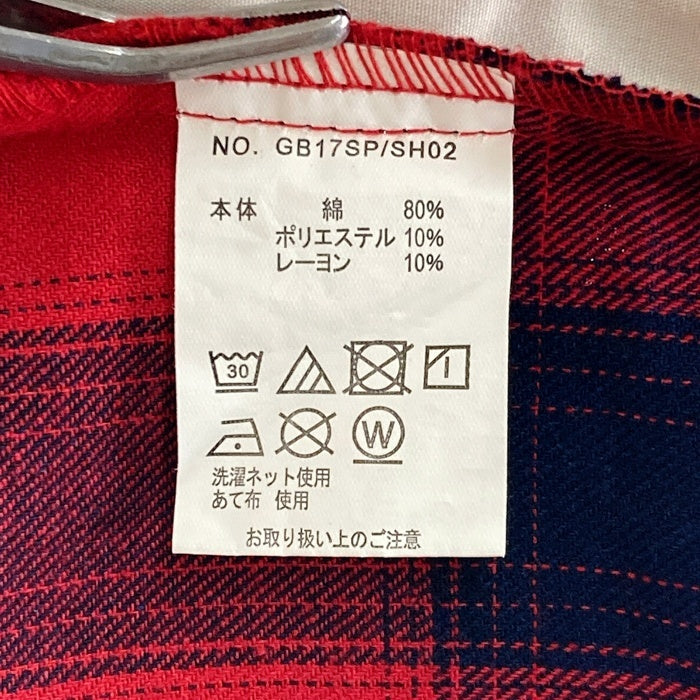 NO. GB17SP/SH02
本体 綿 80%
ポリエステル 10%
レーヨン 10%
30
W
洗濯ネット使用
あて布 使用
お取り扱い上のご注意